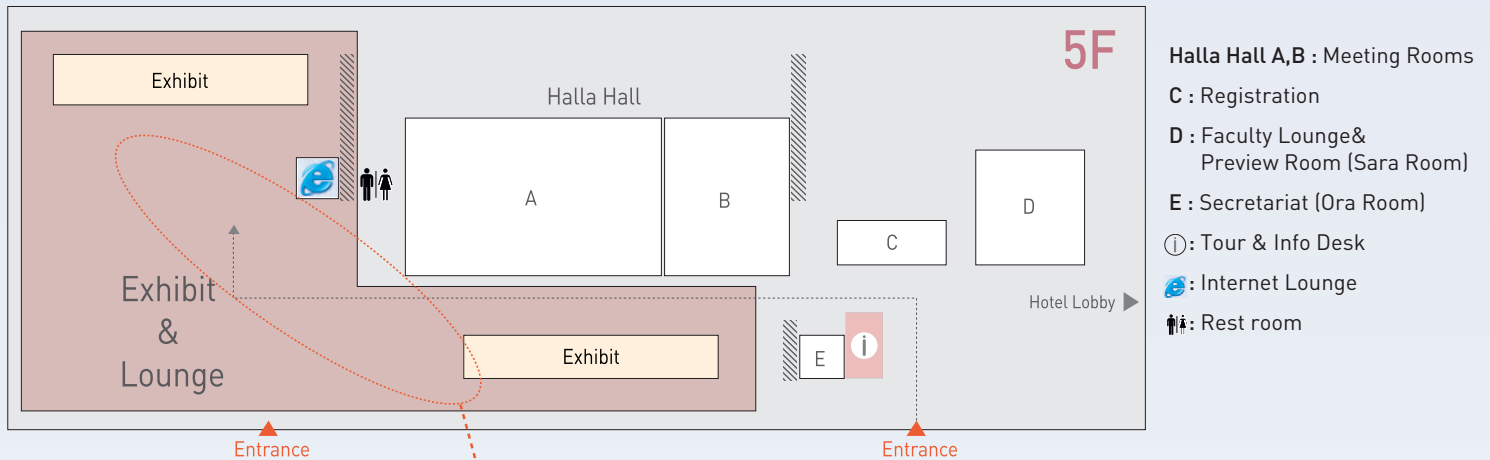 5F
Exhibit
Halla Hall
A
B
C
D
Exhibit
&
Lounge
Hotel Lobby
Exhibit
E
i
Entrance
Entrance
Halla Hall A,B : Meeting Rooms
C : Registration
D : Faculty Lounge&
Preview Room (Sara Room)
E : Secretariat (Ora Room)
i : Tour & Info Desk
: Internet Lounge
: Rest room